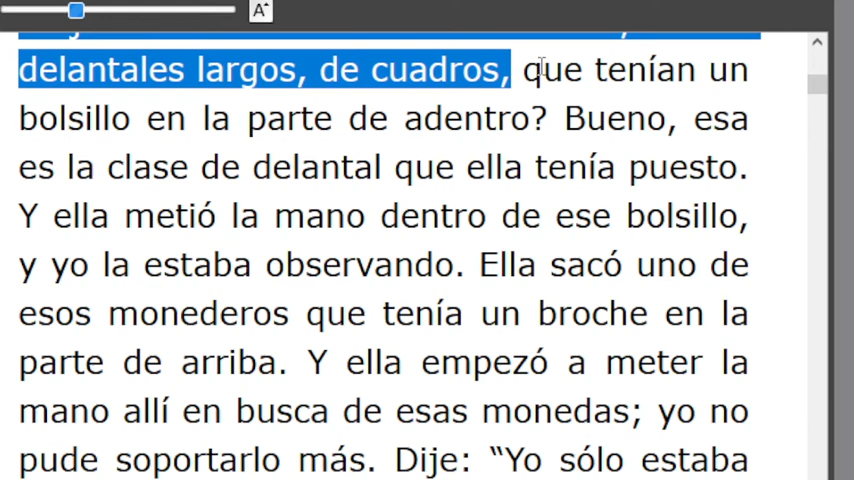 A
delantales largos, de cuadros, que tenían un
bolsillo en la parte de adentro? Bueno, esa
es la clase de delantal que ella tenía puesto.
Y ella metió la mano dentro de ese bolsillo,
y yo la estaba observando. Ella sacó uno de
esos monederos que tenía un broche en la
parte de arriba. Y ella empezó a meter la
mano allí en busca de esas monedas; yo no
pude soportarlo más. Dije: “Yo sólo estaba